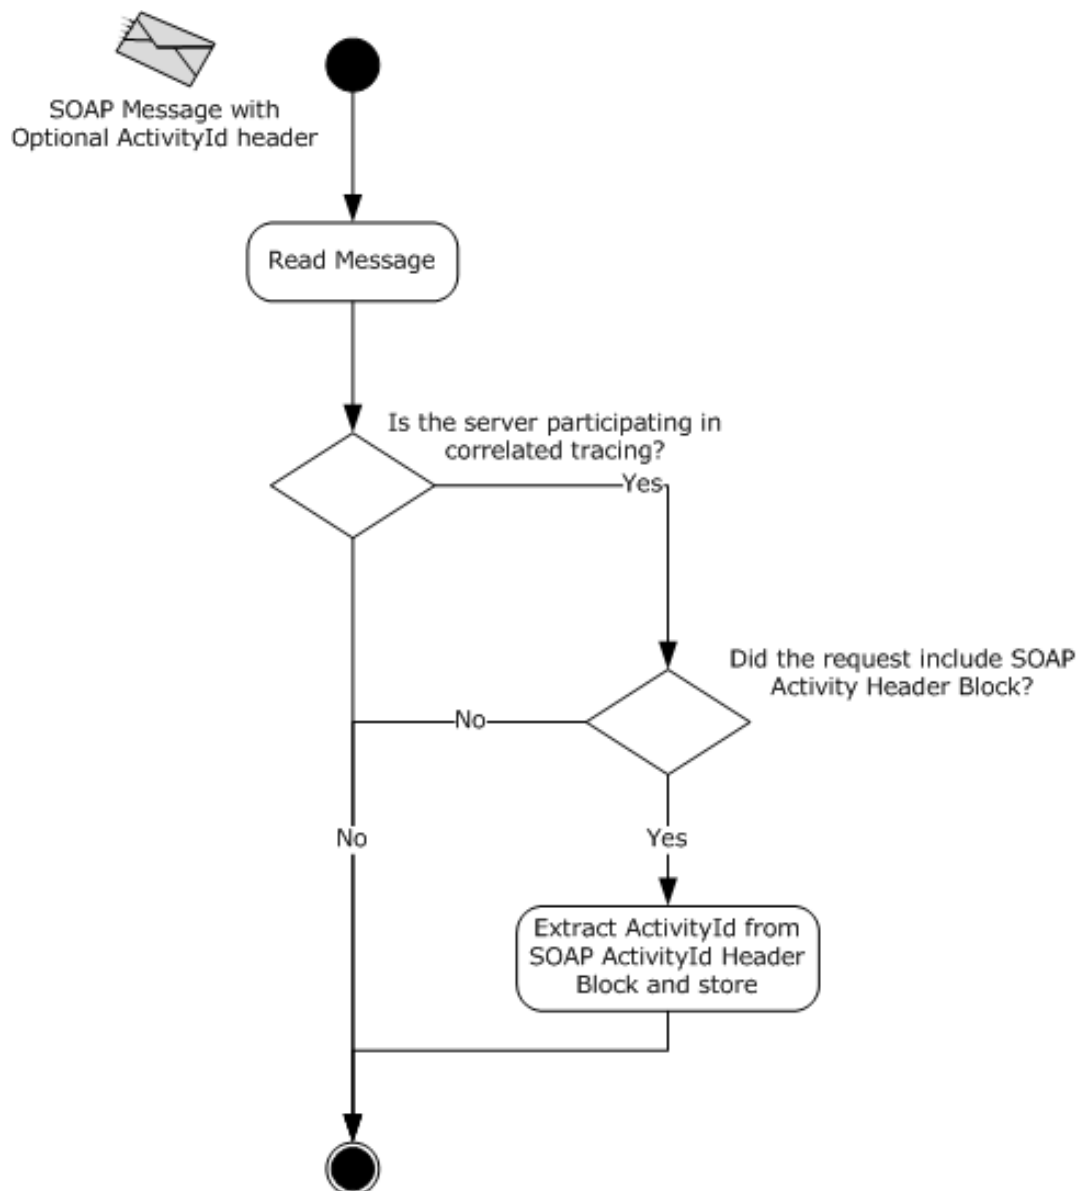 SOAP Message with
Optional ActivityId header
Read Message
Is the server participating in
correlated tracing?
Yes
Did the request include SOAP
Activity Header Block?
No
No
Yes
Extract ActivityId from
SOAP ActivityId Header
Block and store